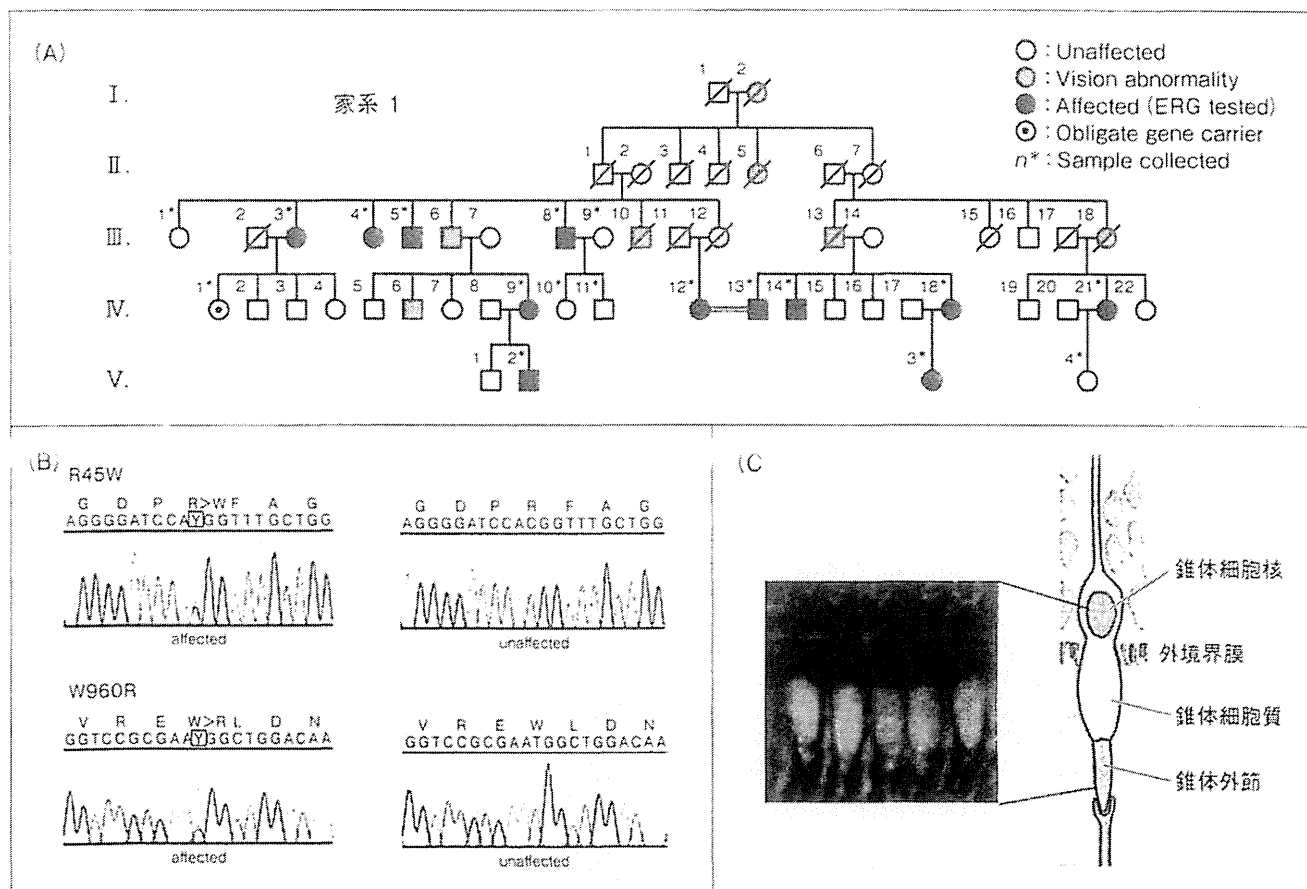 (A)
家系 1
○ : Unaffected
○ : Vision abnormality
● : Affected (ERG tested)
⊙ : Obligate gene carrier
n* : Sample collected
I.
1 2
II.
1 2 3 4 5 6 7
III.
1* 2 3* 4* 5* 6 7 8* 9* 10 11 12 13 14 15 16 17 18
IV.
1* 2 3 4 5 6 7 8 9* 10* 11* 12* 13* 14* 15 16 17 18* 19 20 21* 22
V.
1 2* 3* 4*
(B)
R45W
G D P R>W F A G
AGGGGATCCAYGGTTTGCTGG
affected
G D P R F A G
AGGGGATCCACGGTTTGCTGG
unaffected
W960R
V R E W>R L D N
GGTCCGCGAAYGGCTGGACAA
affected
V R E W L D N
GGTCCGCGAATGGCTGGACAA
unaffected
(C
錐体細胞核
外境界膜
錐体細胞質
錐体外節